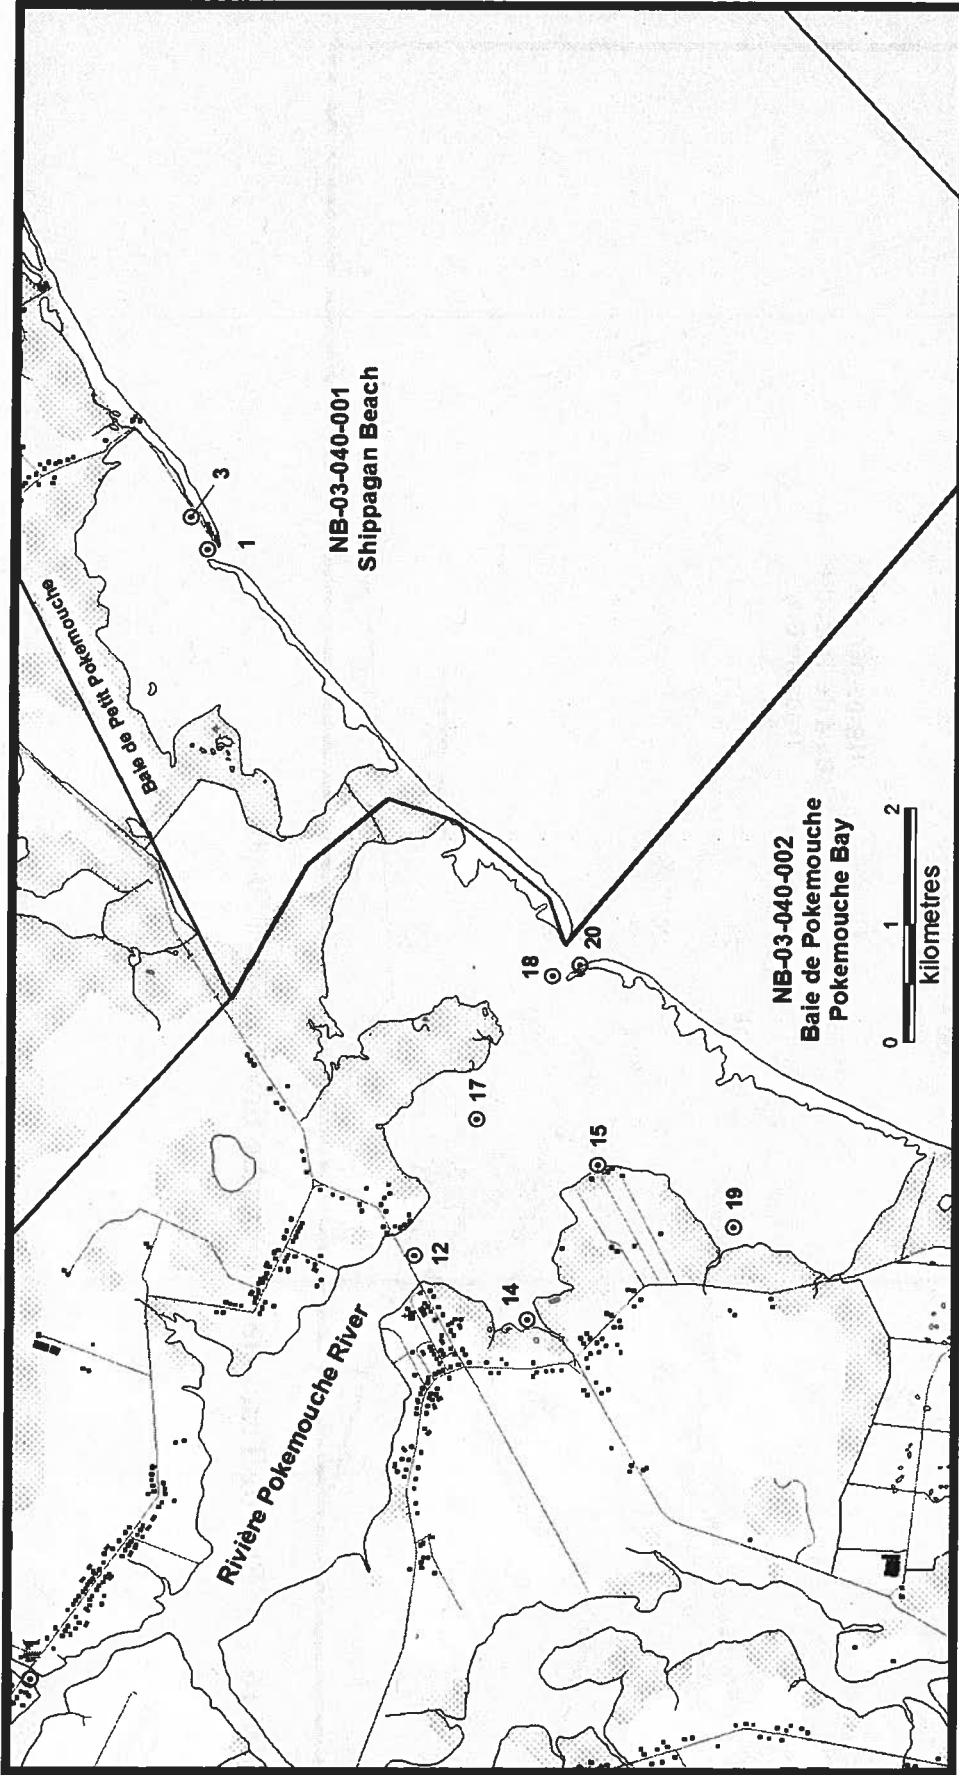 Baie de Petit Pokemouche
3
1
NB-03-040-001
Shippagan Beach
Rivière Pokemouche River
12
14
17
15
19
18
20
NB-03-040-002
Baie de Pokemouche
Pokemouche Bay
0 1 2
kilometres